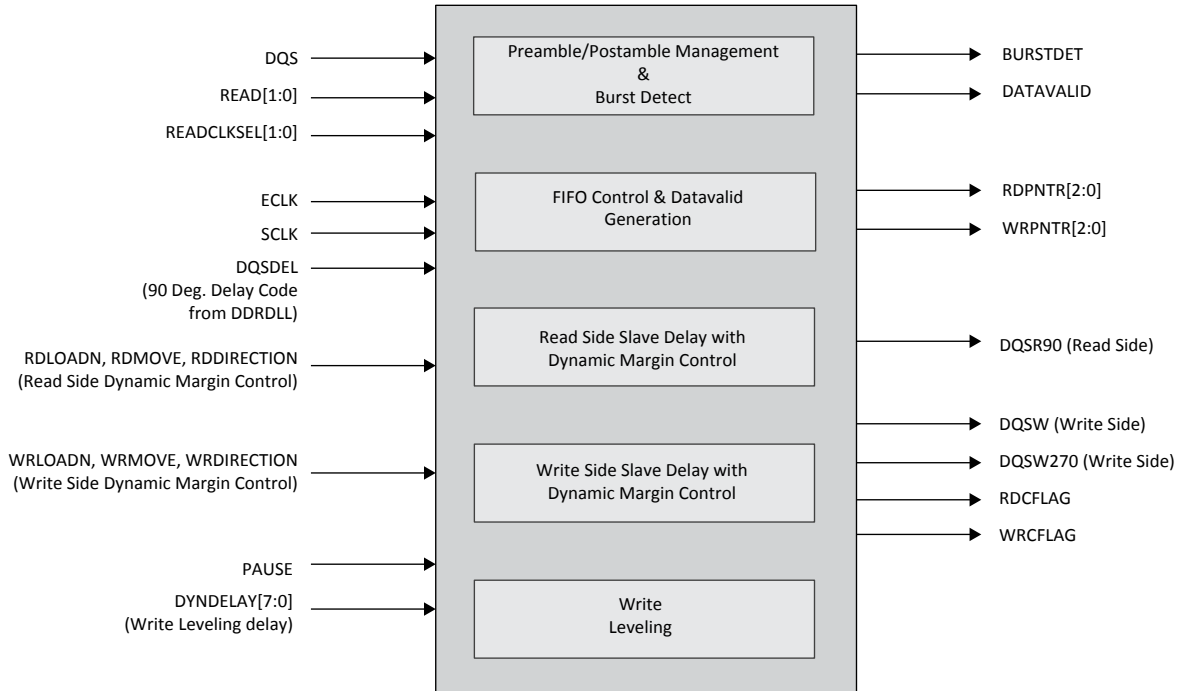 DQS
READ[1:0]
READCLKSEL[1:0]
ECLK
SCLK
DQSDEL
(90 Deg. Delay Code
from DDRDLL)
RDLOADN, RDMOVE, RDDIRECTION
(Read Side Dynamic Margin Control)
WRLOADN, WRMOVE, WRDIRECTION
(Write Side Dynamic Margin Control)
PAUSE
DYNDELAY[7:0]
(Write Leveling delay)
Preamble/Postamble Management
&
Burst Detect
FIFO Control & Datavalid
Generation
Read Side Slave Delay with
Dynamic Margin Control
Write Side Slave Delay with
Dynamic Margin Control
Write
Leveling
BURSTDET
DATAVALID
RDPNTR[2:0]
WRPNTR[2:0]
DQSR90 (Read Side)
DQSW (Write Side)
DQSW270 (Write Side)
RDCFLAG
WRCFLAG